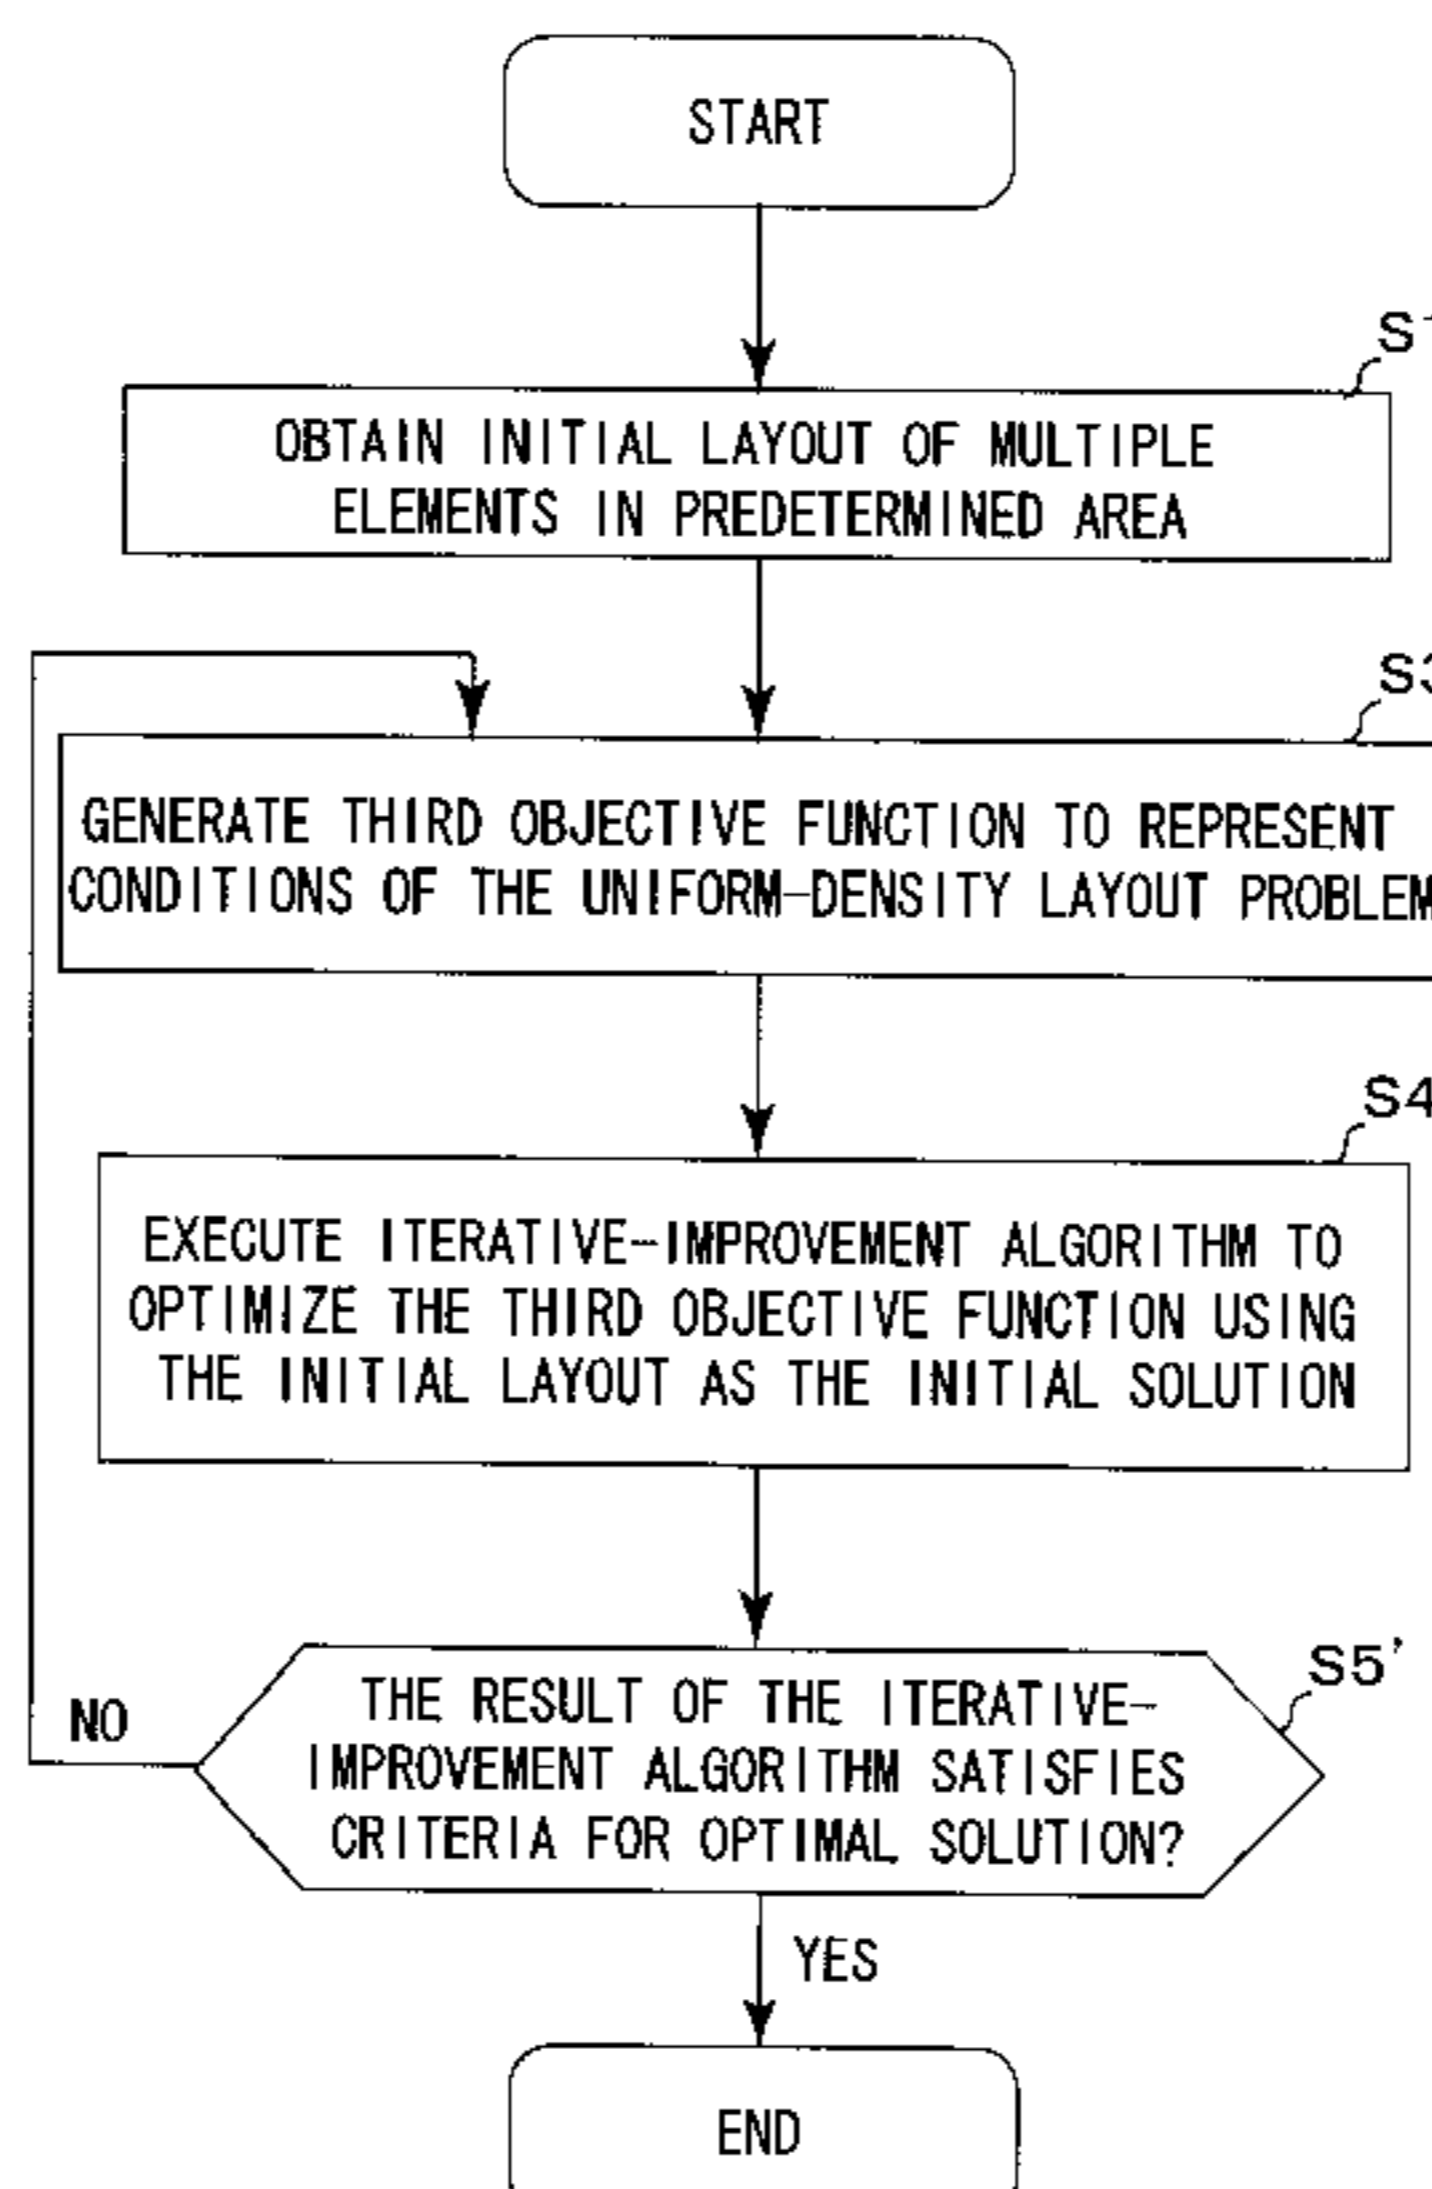 START
OBTAIN INITIAL LAYOUT OF MULTIPLE
ELEMENTS IN PREDETERMINED AREA
GENERATE THIRD OBJECTIVE FUNCTION TO REPRESENT
CONDITIONS OF THE UNIFORM-DENSITY LAYOUT PROBLEM
S4
EXECUTE ITERATIVE-IMPROVEMENT ALGORITHM TO
OPTIMIZE THE THIRD OBJECTIVE FUNCTION USING
THE INITIAL LAYOUT AS THE INITIAL SOLUTION
S5'
THE RESULT OF THE ITERATIVE-
IMPROVEMENT ALGORITHM SATISFIES
CRITERIA FOR OPTIMAL SOLUTION?
NO
YES
END